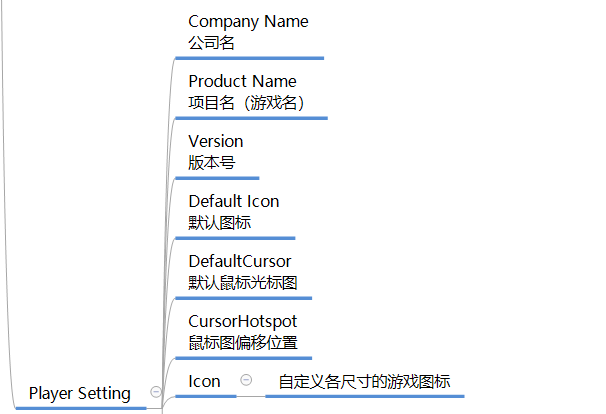 Company Name
公司名
Product Name
项目名（游戏名）
Version
版本号
Default Icon
默认图标
DefaultCursor
默认鼠标光标图
CursorHotspot
鼠标图偏移位置
Icon
自定义各尺寸的游戏图标
Player Setting